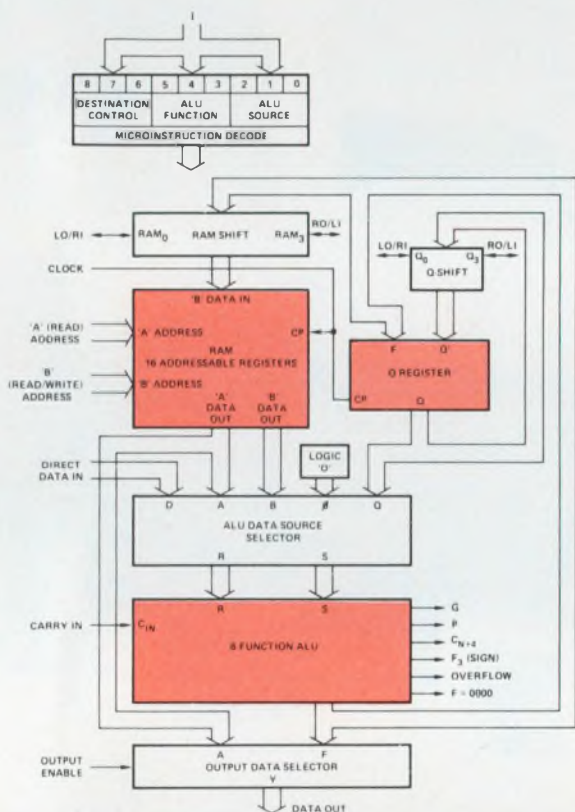 I
8 7 6 5 4 3 2 1 0
DESTINATION CONTROL ALU FUNCTION ALU SOURCE
MICROINSTRUCTION DECODE
LO/RI RAM0 RAM SHIFT RAM3 RO/LI
LO/RI Q0 Q3 RO/LI
Q SHIFT
CLOCK
'B' DATA IN
'A' (READ) ADDRESS
'A' ADDRESS CP
RAM
16 ADDRESSABLE REGISTERS
'B' (READ/WRITE) ADDRESS
'B' ADDRESS
'A' DATA OUT 'B' DATA OUT
F Q'
Q REGISTER
CP Q
LOGIC '0'
DIRECT DATA IN
D A B Ø Q
ALU DATA SOURCE
SELECTOR
R S
R S
CARRY IN CIN
8 FUNCTION ALU
G
P
CN+4
F3 (SIGN)
OVERFLOW
F = 0000
OUTPUT ENABLE
A F
OUTPUT DATA SELECTOR
Y
DATA OUT